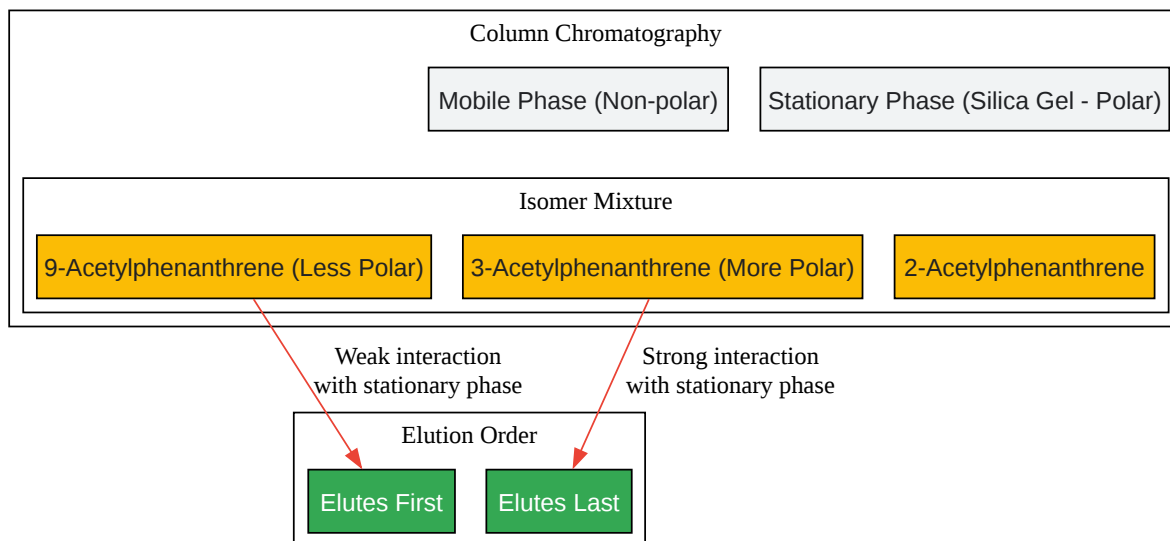 Column Chromatography
Mobile Phase (Non-polar)
Stationary Phase (Silica Gel - Polar)
Isomer Mixture
9-Acetylphenanthrene (Less Polar)
3-Acetylphenanthrene (More Polar)
2-Acetylphenanthrene
Weak interaction
with stationary phase
Strong interaction
with stationary phase
Elution Order
Elutes First
Elutes Last